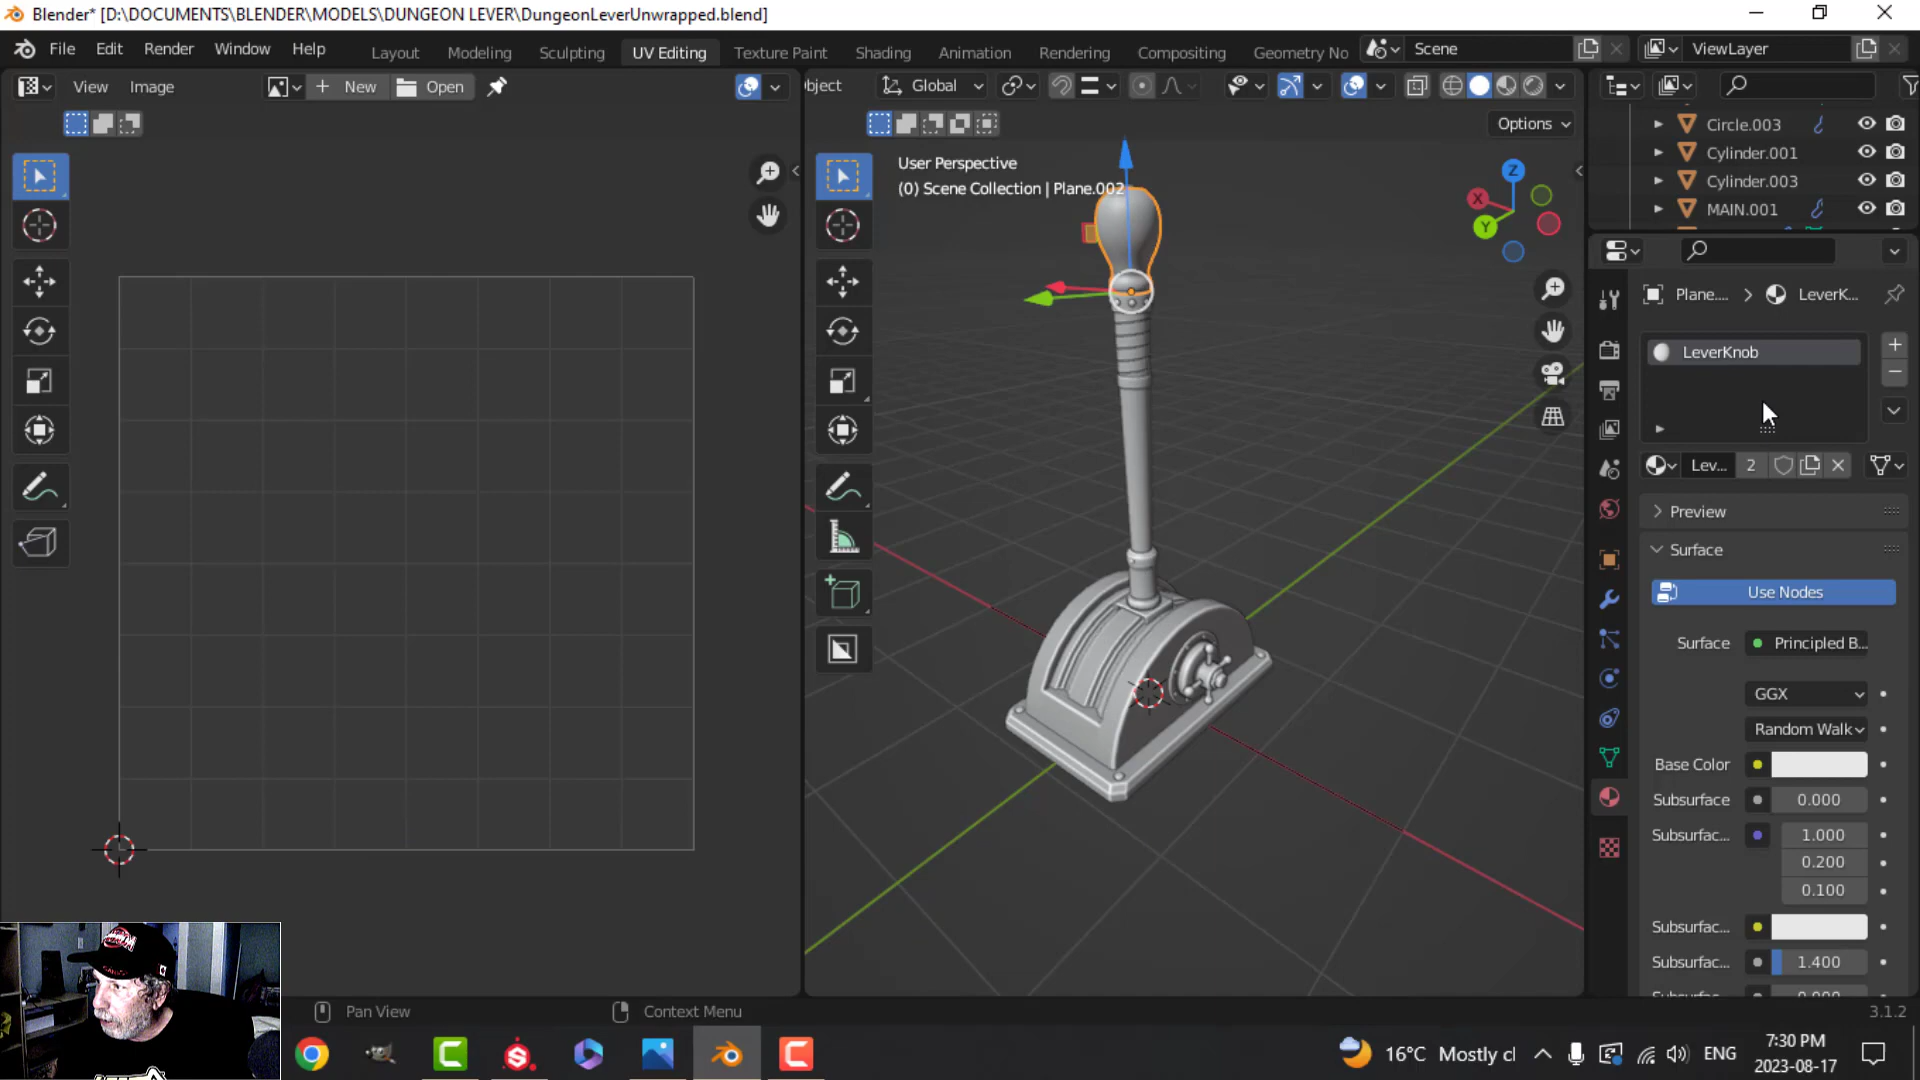 Blender* [D:\DOCUMENTS\BLENDER\MODELS\DUNGEON LEVER\DungeonLeverUnwrapped.blend]
File Edit Render Window Help Layout Modeling Sculpting UV Editing Texture Paint Shading Animation Rendering Compositing Geometry No Scene ViewLayer
View Image New Open bject Global
Options
User Perspective
(0) Scene Collection | Plane.002
Z
X
Y
Circle.003
Cylinder.001
Cylinder.003
MAIN.001
Plane.... LeverK...
LeverKnob
Lev... 2
Preview
Surface
Use Nodes
Surface Principled B...
GGX
Random Walk
Base Color
Subsurface 0.000
Subsurfac... 1.000
0.200
0.100
Subsurfac...
Subsurfac... 1.400
Pan View Context Menu 3.1.2
16°C Mostly cl ENG 7:30 PM
2023-08-17